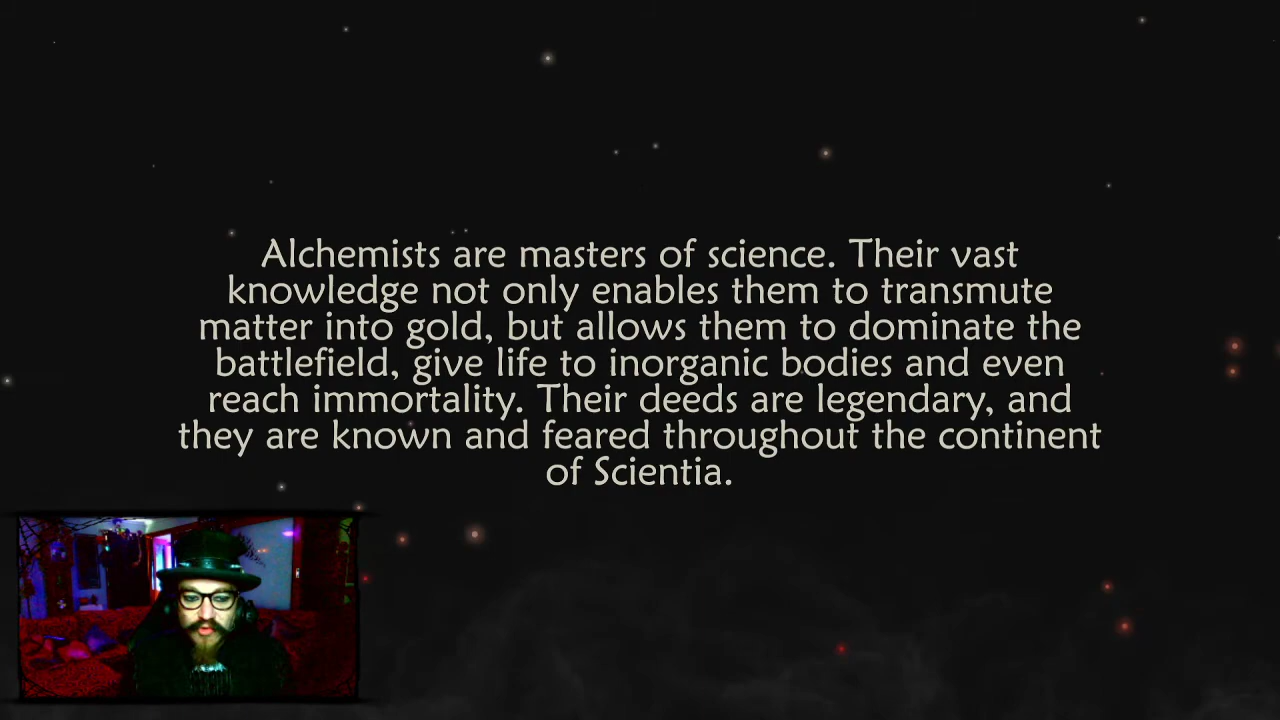 Alchemists are masters of science. Their vast
knowledge not only enables them to transmute
matter into gold, but allows them to dominate the
battlefield, give life to inorganic bodies and even
reach immortality. Their deeds are legendary, and
they are known and feared throughout the continent
of Scientia.